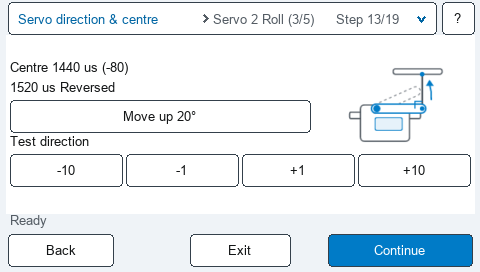 Servo direction & centre > Servo 2 Roll (3/5) Step 13/19 ?
Centre 1440 us (-80)
1520 us Reversed
Move up 20°
Test direction
-10 -1 +1 +10
Ready
Back Exit Continue